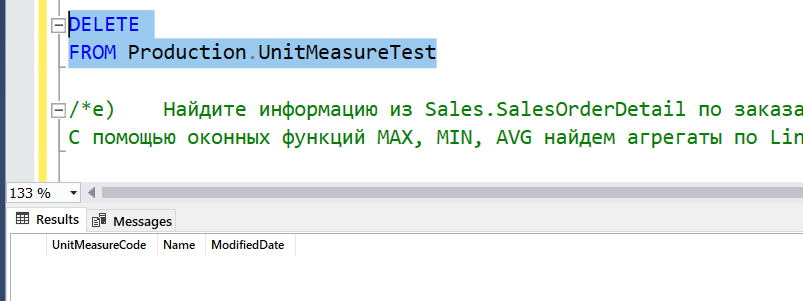 DELETE
FROM Production.UnitMeasureTest
/*e) Найдите информацию из Sales.SalesOrderDetail по заказа
С помощью оконных функций MAX, MIN, AVG найдем агрегаты по Lin
133 %
Results Messages
UnitMeasureCode Name ModifiedDate